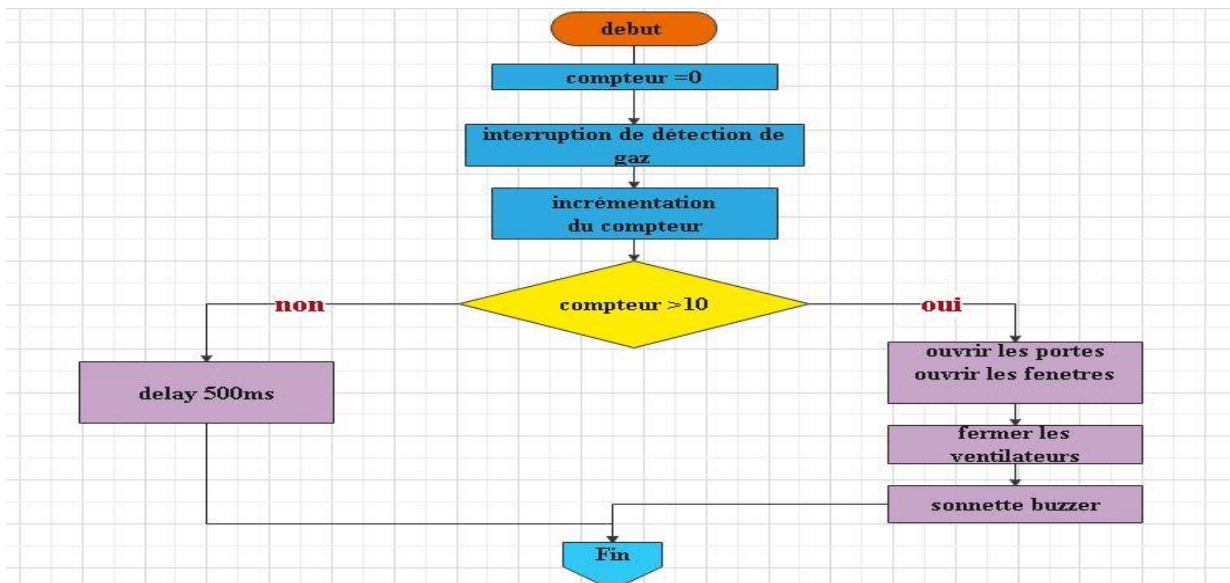 debut
compteur =0
interruption de détection de
gaz
incrémentation
du compteur
compteur >10
non
oui
delay 500ms
ouvrir les portes
ouvrir les fenetres
fermer les
ventilateurs
sonnette buzzer
Fin